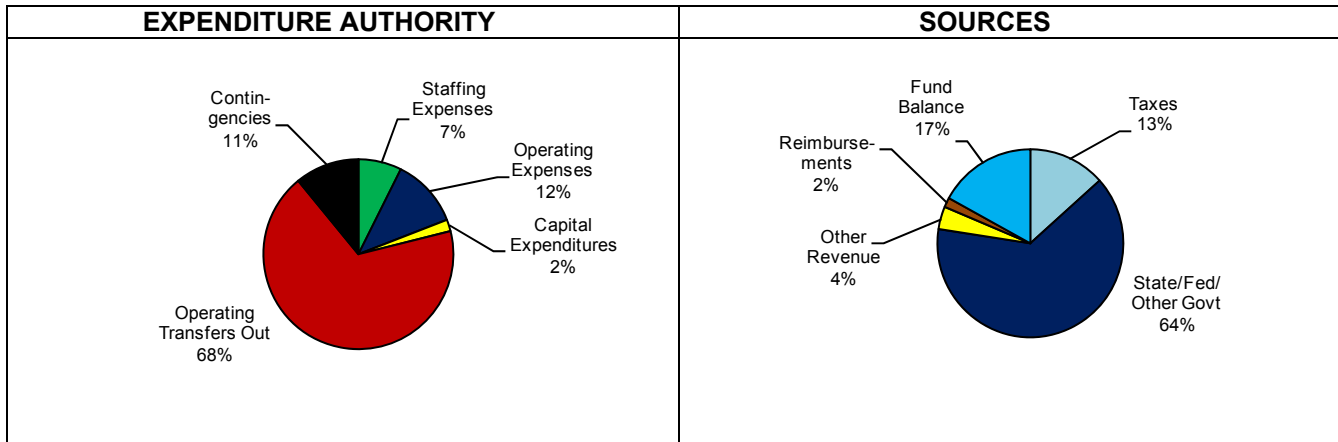 EXPENDITURE AUTHORITY
Contin-
gencies
11%
Staffing
Expenses
7%
Operating
Expenses
12%
Capital
Expenditures
2%
Operating
Transfers Out
68%
SOURCES
Fund
Balance
17%
Taxes
13%
Reimburse-
ments
2%
Other
Revenue
4%
State/Fed/
Other Govt
64%